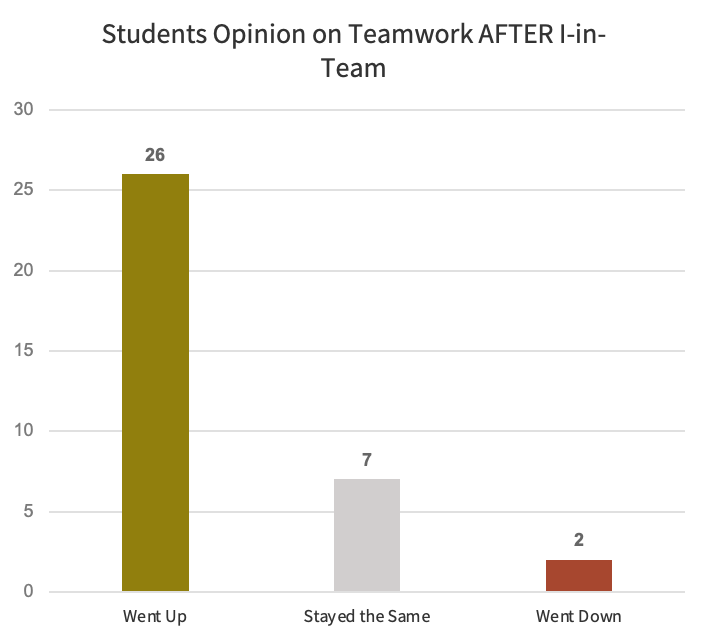 Students Opinion on Teamwork AFTER I-in-
Team
30
26
25
20
15
10
7
5
2
0
Went Up
Stayed the Same
Went Down